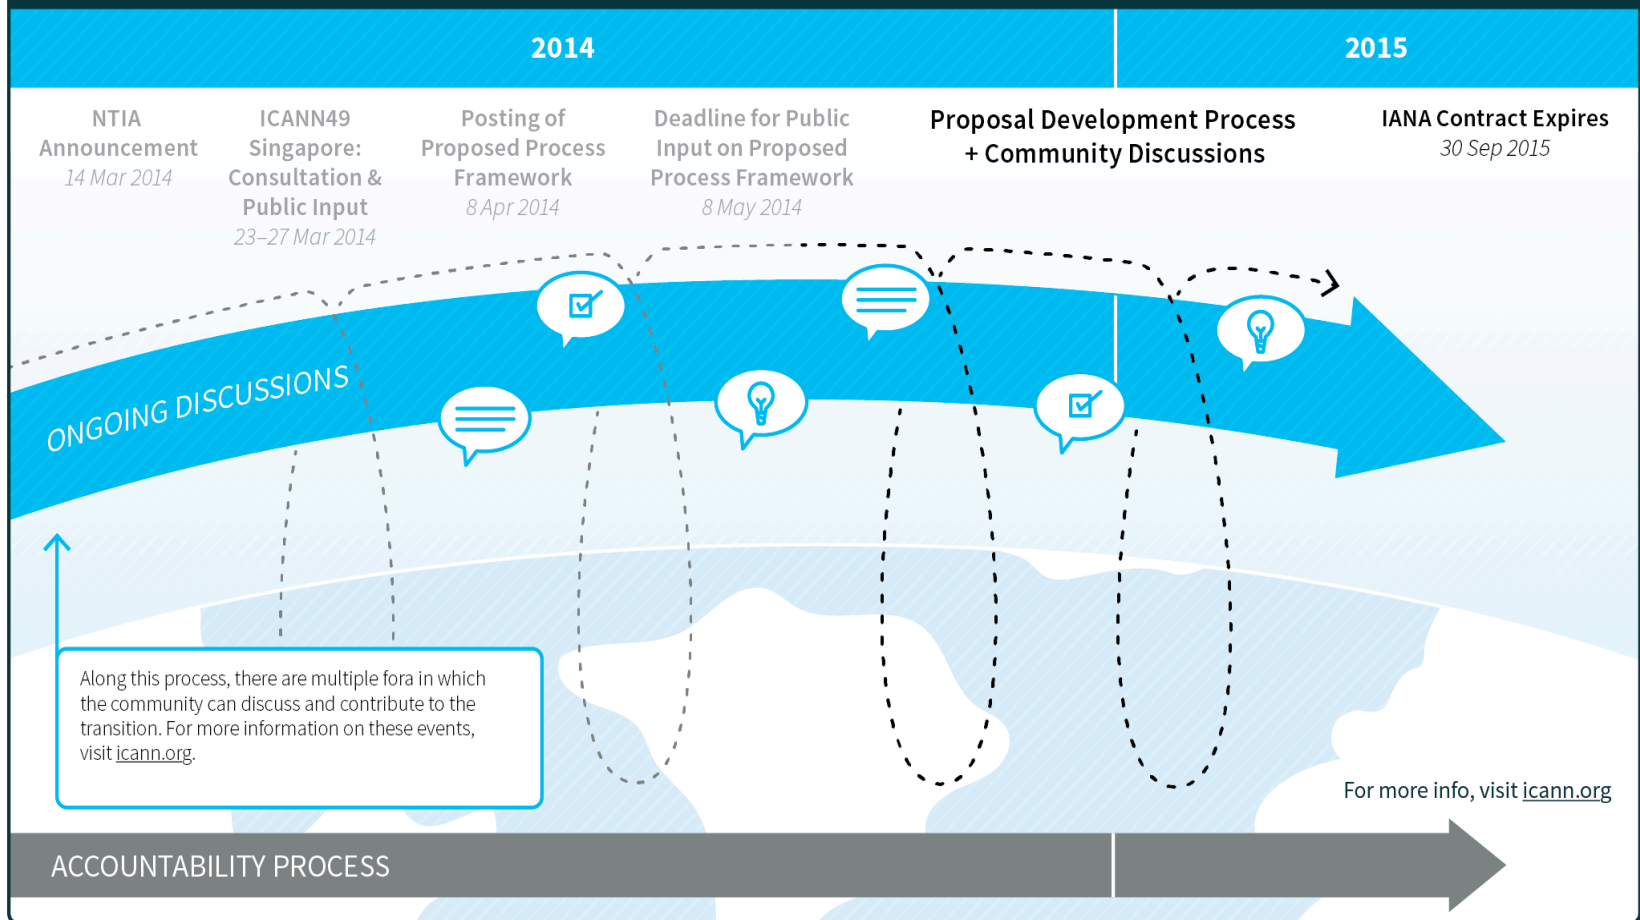 2014
2015
NTIA
Announcement
14 Mar 2014
ICANN49
Singapore:
Consultation &
Public Input
23–27 Mar 2014
Posting of
Proposed Process
Framework
8 Apr 2014
Deadline for Public
Input on Proposed
Process Framework
8 May 2014
Proposal Development Process
+ Community Discussions
IANA Contract Expires
30 Sep 2015
ONGOING DISCUSSIONS
Along this process, there are multiple fora in which
the community can discuss and contribute to the
transition. For more information on these events,
visit icann.org.
For more info, visit icann.org
ACCOUNTABILITY PROCESS